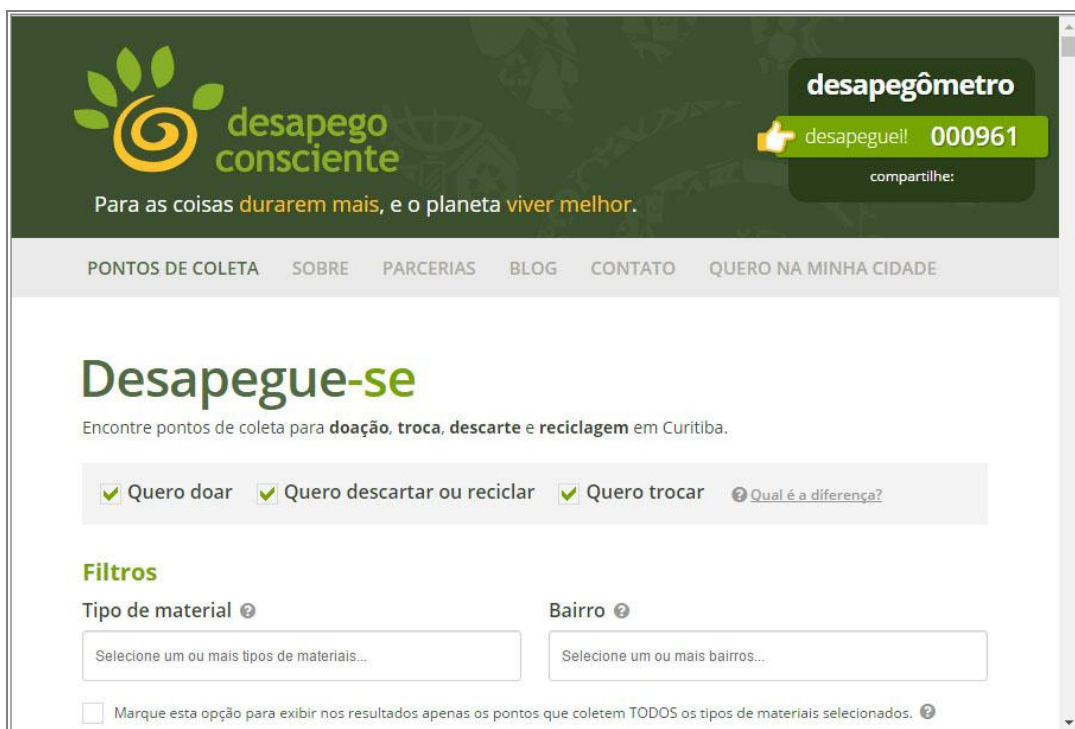 desapego
consciente
Para as coisas durarem mais, e o planeta viver melhor.
desapegômetro
desapeguei! 000961
compartilhe:
PONTOS DE COLETA SOBRE PARCERIAS BLOG CONTATO QUERO NA MINHA CIDADE
Desapegue-se
Encontre pontos de coleta para doação, troca, descarte e reciclagem em Curitiba.
Quero doar Quero descartar ou reciclar Quero trocar ? Qual é a diferença?
Filtros
Tipo de material ? Bairro ?
Selecione um ou mais tipos de materiais... Selecione um ou mais bairros...
Marque esta opção para exibir nos resultados apenas os pontos que coletem TODOS os tipos de materiais selecionados. ?